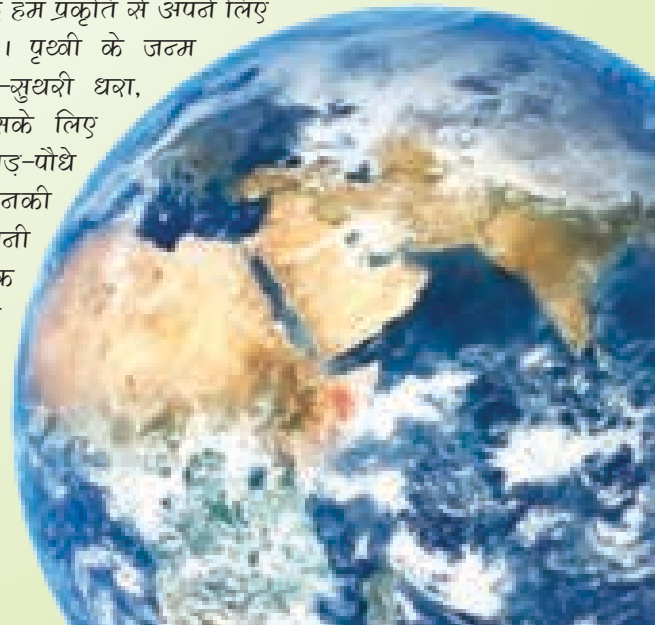 हम प्रकृति से अपने लिए
। पृथ्वी के जन्म
-सुथरी धरा,
सके लिए
ड़-पौधे
नकी
नी
क